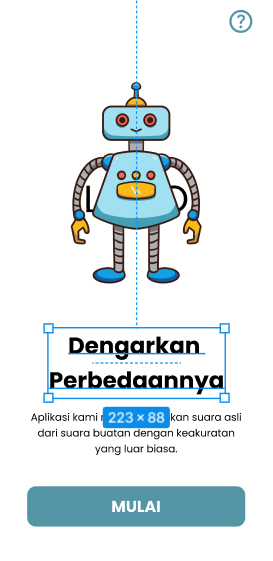 ?
Dengarkan
Perbedaannya
Aplikasi kami 223 × 88 kan suara asli
dari suara buatan dengan keakuratan
yang luar biasa.
MULAI